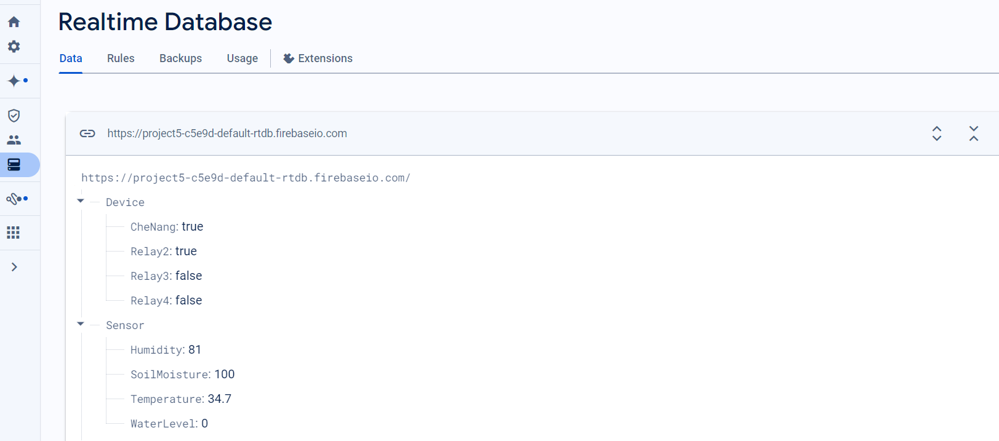 Realtime Database
Data Rules Backups Usage Extensions
https://project5-c5e9d-default-rtdb.firebaseio.com
https://project5-c5e9d-default-rtdb.firebaseio.com/
Device
CheNang: true
Relay2: true
Relay3: false
Relay4: false
Sensor
Humidity: 81
SoilMoisture: 100
Temperature: 34.7
WaterLevel: 0